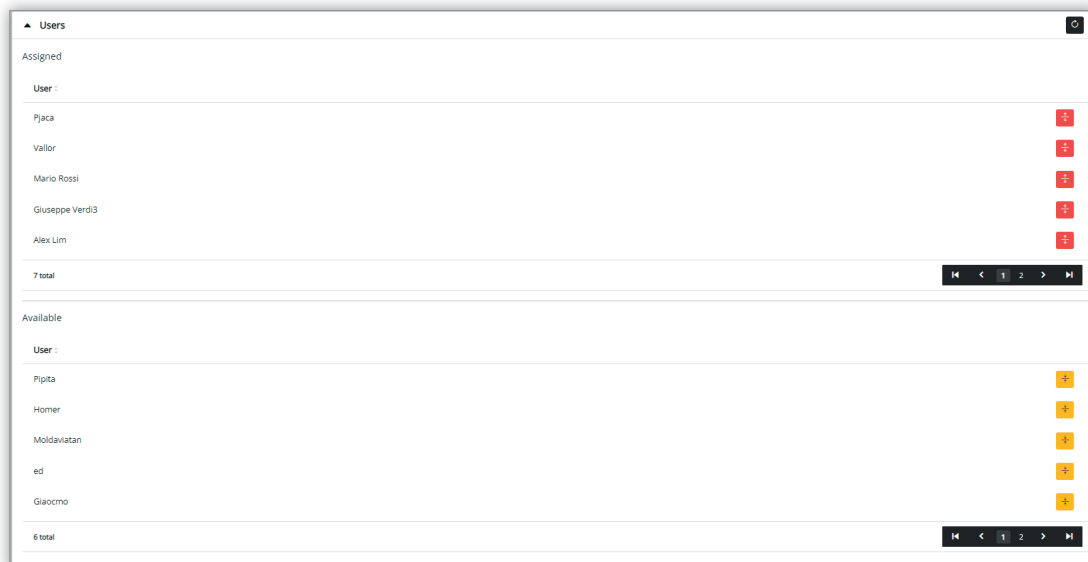 Users
Assigned
User
Pjaca
Vallor
Mario Rossi
Giuseppe Verdi3
Alex Lim
7 total
1 2
Available
User
Pipita
Homer
Moldaviatan
ed
Giaocmo
6 total
1 2